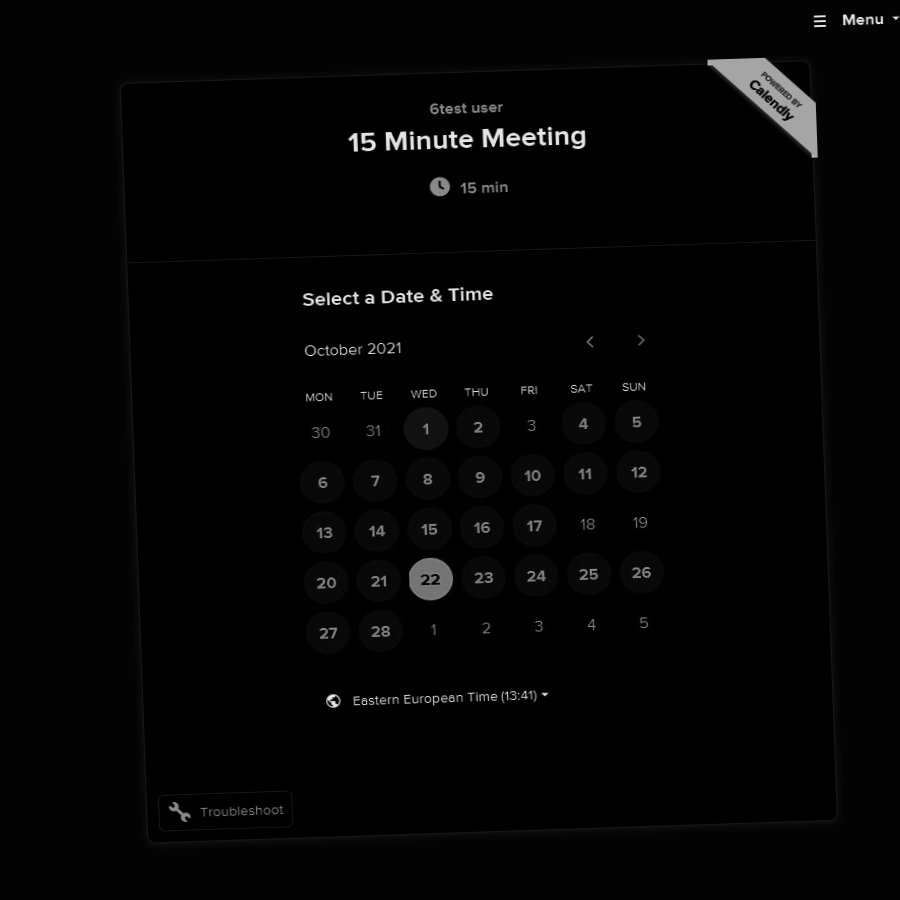 Menu
POWERED BY
Calendly
6test user
15 Minute Meeting
15 min
Select a Date & Time
October 2021
MON TUE WED THU FRI SAT SUN
30 31 1 2 3 4 5
6 7 8 9 10 11 12
13 14 15 16 17 18 19
20 21 22 23 24 25 26
27 28 1 2 3 4 5
Eastern European Time (13:41)
Troubleshoot